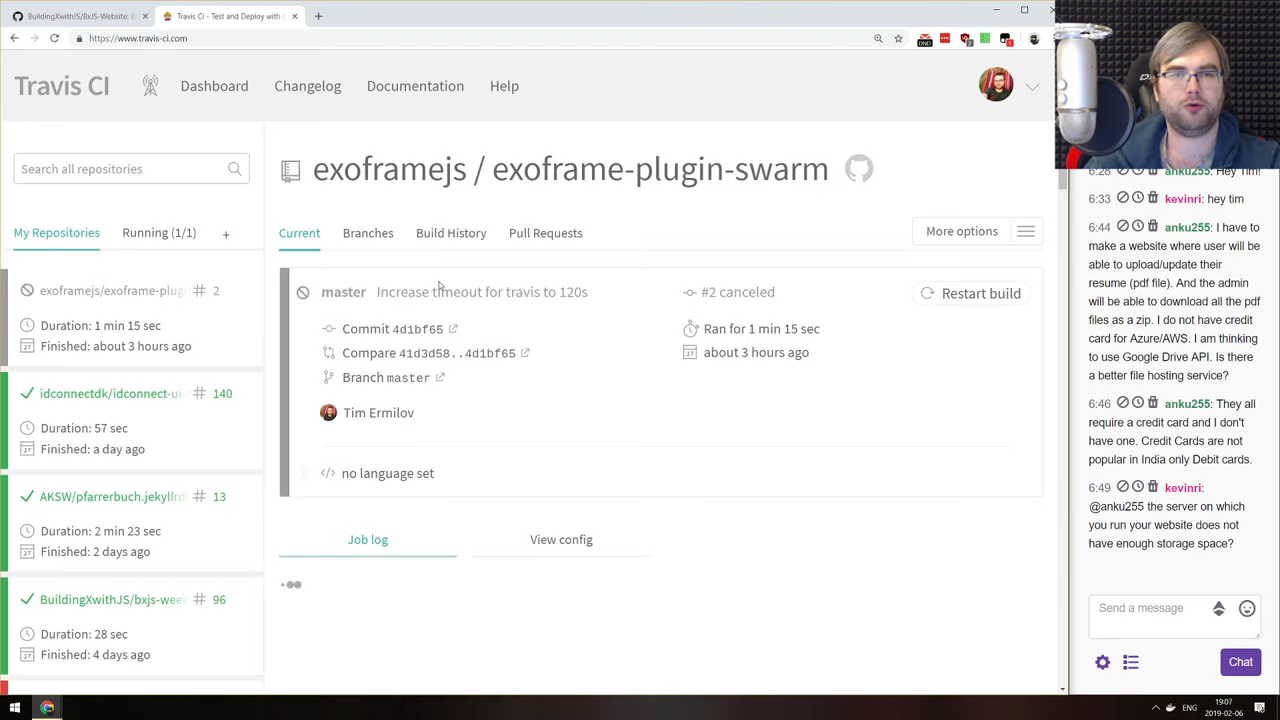 BuildingXwithJS/BxJS-Website: B
Travis CI - Test and Deploy with C
https://www.travis-ci.com
Travis CI
Dashboard
Changelog
Documentation
Help
Search all repositories
My Repositories
Running (1/1)
+
exoframejs/exoframe-plug
# 2
Duration: 1 min 15 sec
Finished: about 3 hours ago
idconnectdk/idconnect-ui-
# 140
Duration: 57 sec
Finished: a day ago
AKSW/pfarrerbuch.jekyllrd
# 13
Duration: 2 min 23 sec
Finished: 2 days ago
BuildingXwithJS/bxjs-week
# 96
Duration: 28 sec
Finished: 4 days ago
exoframejs / exoframe-plugin-swarm
Current
Branches
Build History
Pull Requests
More options
master Increase timeout for travis to 120s
#2 canceled
Restart build
Commit 4d1bf65
Ran for 1 min 15 sec
Compare 41d3d58..4d1bf65
about 3 hours ago
Branch master
Tim Ermilov
</> no language set
Job log
View config
6:28 anku255: Hey Tim!
6:33 kevinri: hey tim
6:44 anku255: I have to
make a website where user will be
able to upload/update their
resume (pdf file). And the admin
will be able to download all the pdf
files as a zip. I do not have credit
card for Azure/AWS. I am thinking
to use Google Drive API. Is there
a better file hosting service?
6:46 anku255: They all
require a credit card and I don't
have one. Credit Cards are not
popular in India only Debit cards.
6:49 kevinri:
@anku255 the server on which
you run your website does not
have enough storage space?
Send a message
Chat
ENG
19:07
2019-02-06